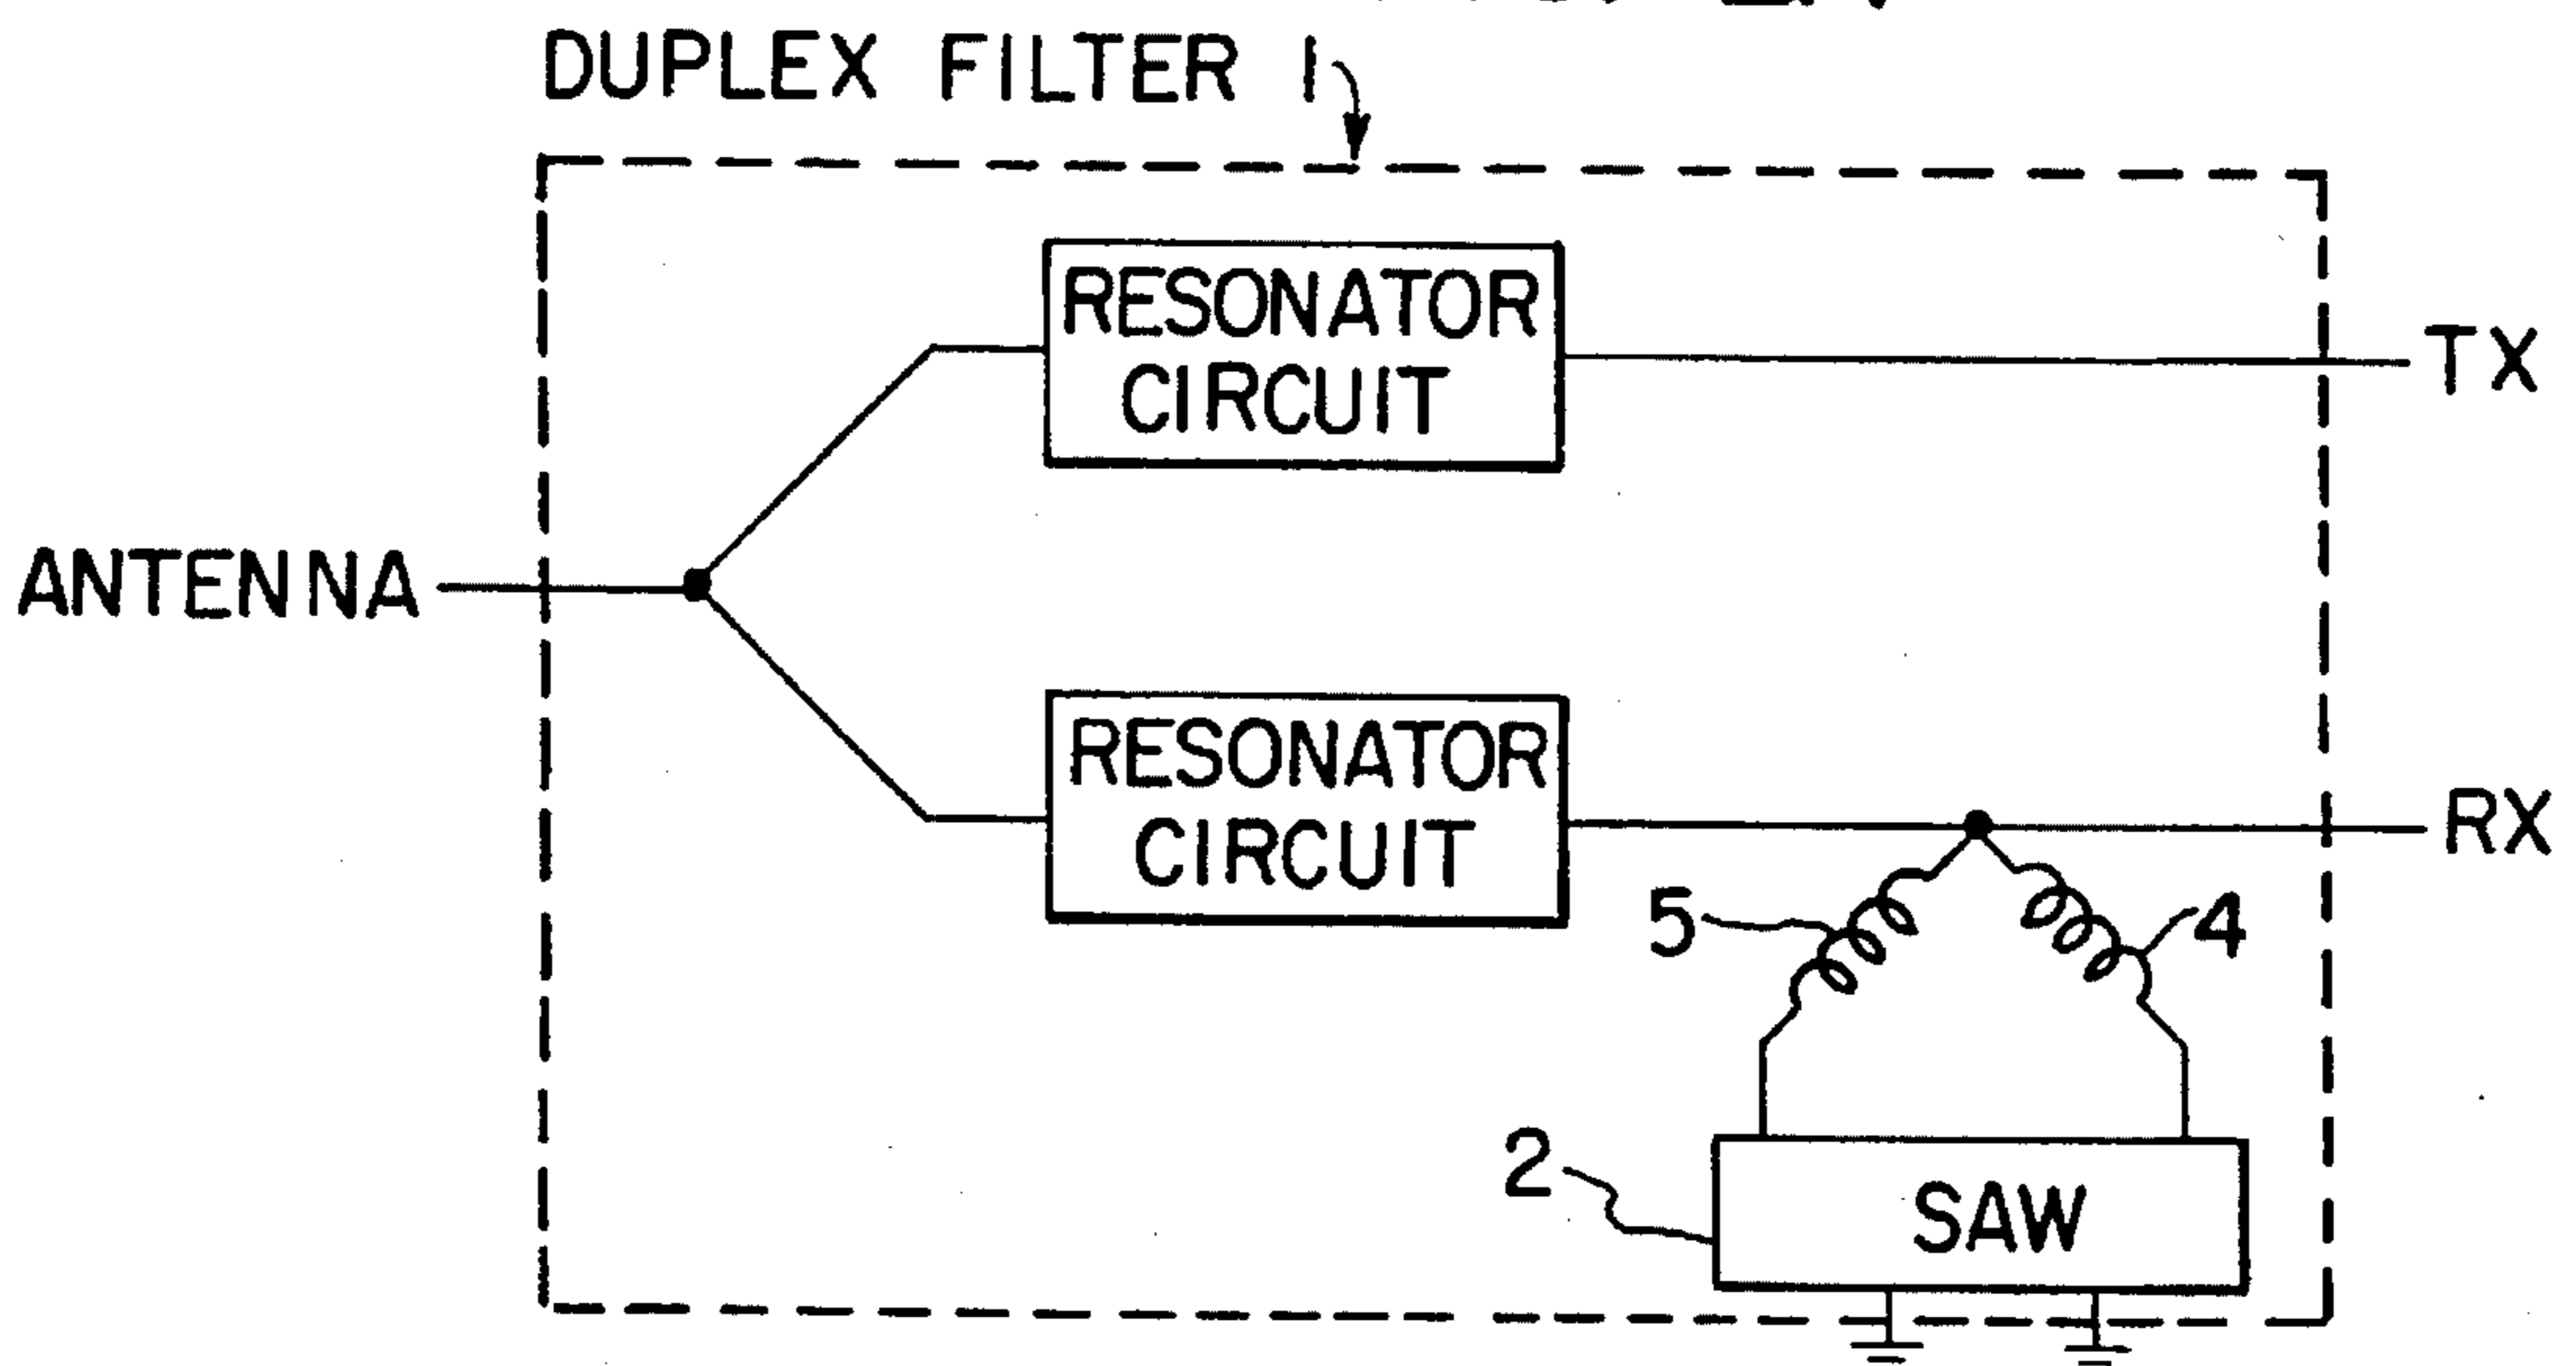 DUPLEX FILTER 1
RESONATOR
CIRCUIT
TX
ANTENNA
RESONATOR
CIRCUIT
RX
5
4
2
SAW